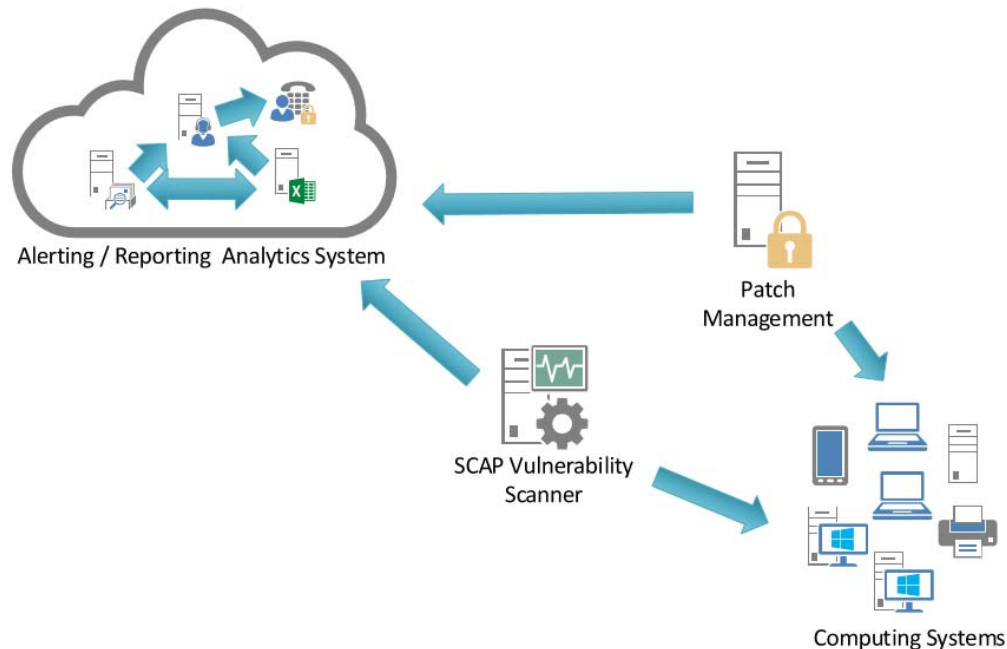 Alerting / Reporting Analytics System
Patch
Management
SCAP Vulnerability
Scanner
X
Computing Systems